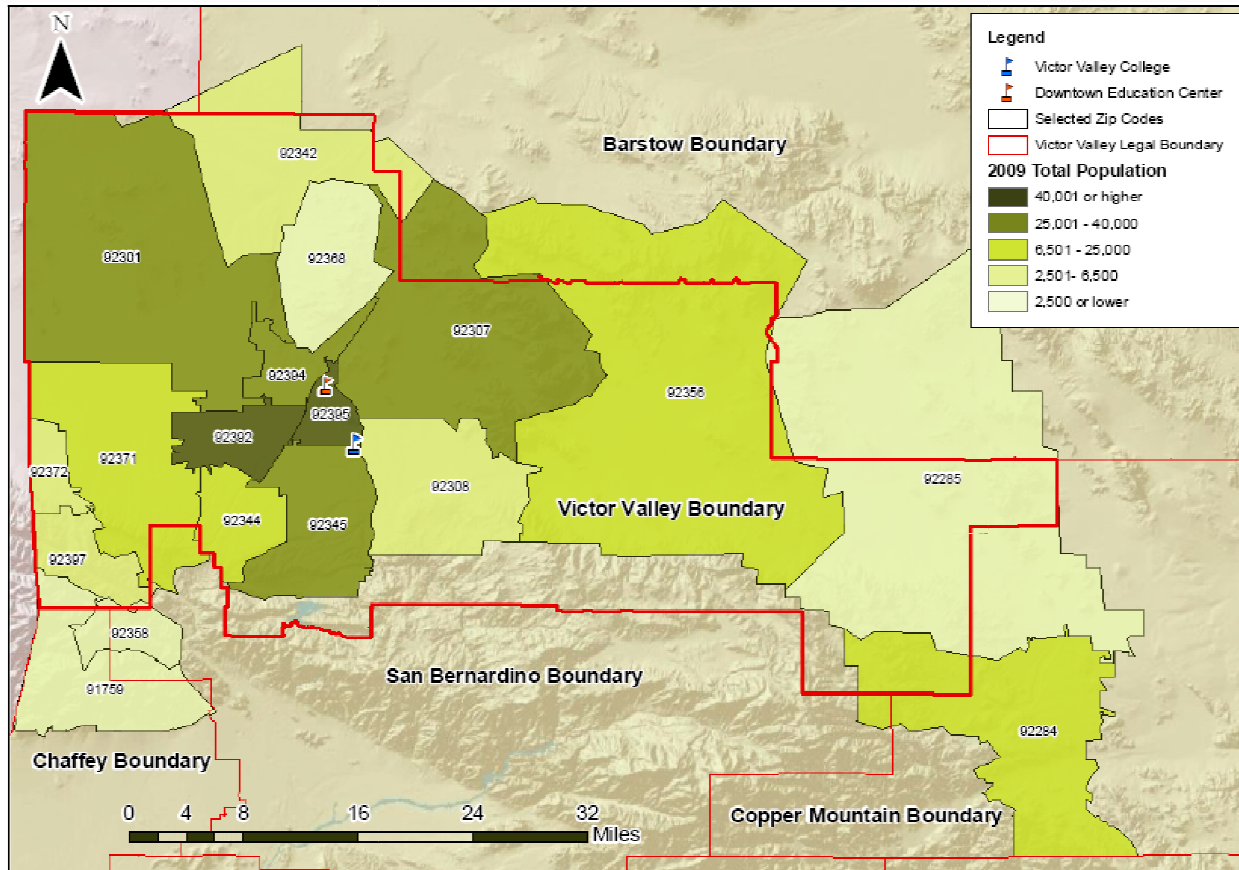 N
Legend
Victor Valley College
Downtown Education Center
Selected Zip Codes
Victor Valley Legal Boundary
2009 Total Population
40,001 or higher
25,001 - 40,000
6,501 - 25,000
2,501- 6,500
2,500 or lower
Barstow Boundary
92342
92301
92368
92307
92394
92356
92395
92392
92371
92372
92308
92285
Victor Valley Boundary
92344
92345
92397
92358
San Bernardino Boundary
91759
92284
Chaffey Boundary
Copper Mountain Boundary
0 4 8 16 24 32
Miles